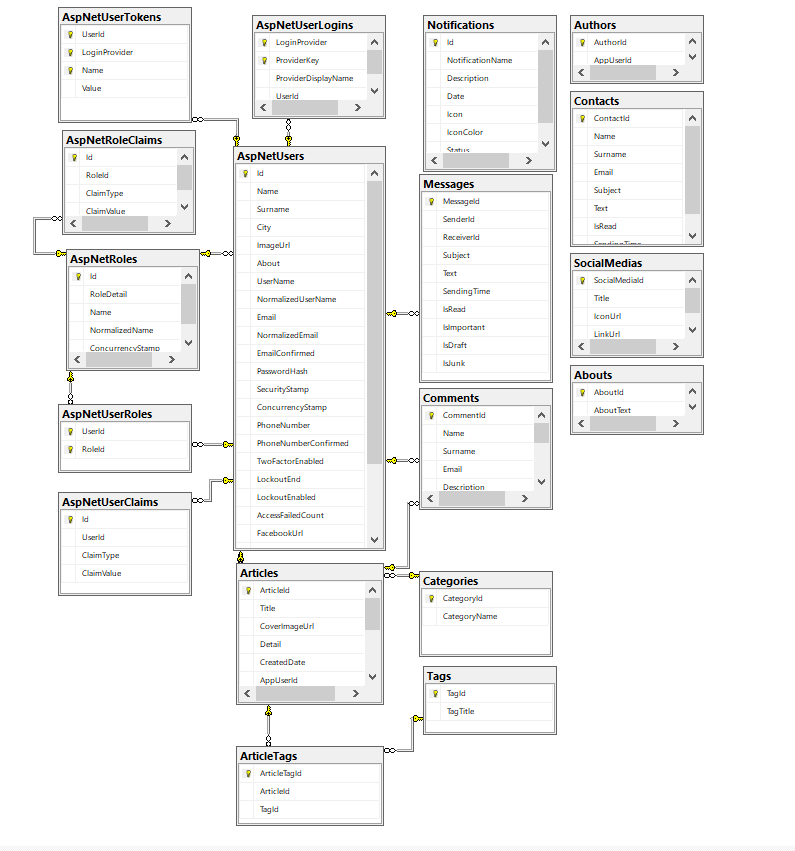 AspNetUserTokens
UserId
LoginProvider
Name
Value
AspNetUserLogins
LoginProvider
ProviderKey
ProviderDisplayName
UserId
Notifications
Id
NotificationName
Description
Date
Icon
IconColor
Status
Authors
AuthorId
AppUserId
Contacts
ContactId
Name
Surname
Email
Subject
Text
IsRead
SendingTime
AspNetRoleClaims
Id
RoleId
ClaimType
ClaimValue
AspNetUsers
Id
Name
Surname
City
ImageUrl
About
UserName
NormalizedUserName
Email
NormalizedEmail
EmailConfirmed
PasswordHash
SecurityStamp
ConcurrencyStamp
PhoneNumber
PhoneNumberConfirmed
TwoFactorEnabled
LockoutEnd
LockoutEnabled
AccessFailedCount
FacebookUrl
Messages
MessageId
SenderId
ReceiverId
Subject
Text
SendingTime
IsRead
IsImportant
IsDraft
IsJunk
AspNetRoles
Id
RoleDetail
Name
NormalizedName
ConcurrencyStamp
SocialMedias
SocialMediaId
Title
IconUrl
LinkUrl
Abouts
AboutId
AboutText
Comments
CommentId
Name
Surname
Email
Description
AspNetUserRoles
UserId
RoleId
AspNetUserClaims
Id
UserId
ClaimType
ClaimValue
Articles
ArticleId
Title
CoverImageUrl
Detail
CreatedDate
AppUserId
Categories
CategoryId
CategoryName
Tags
TagId
TagTitle
ArticleTags
ArticleTagId
ArticleId
TagId